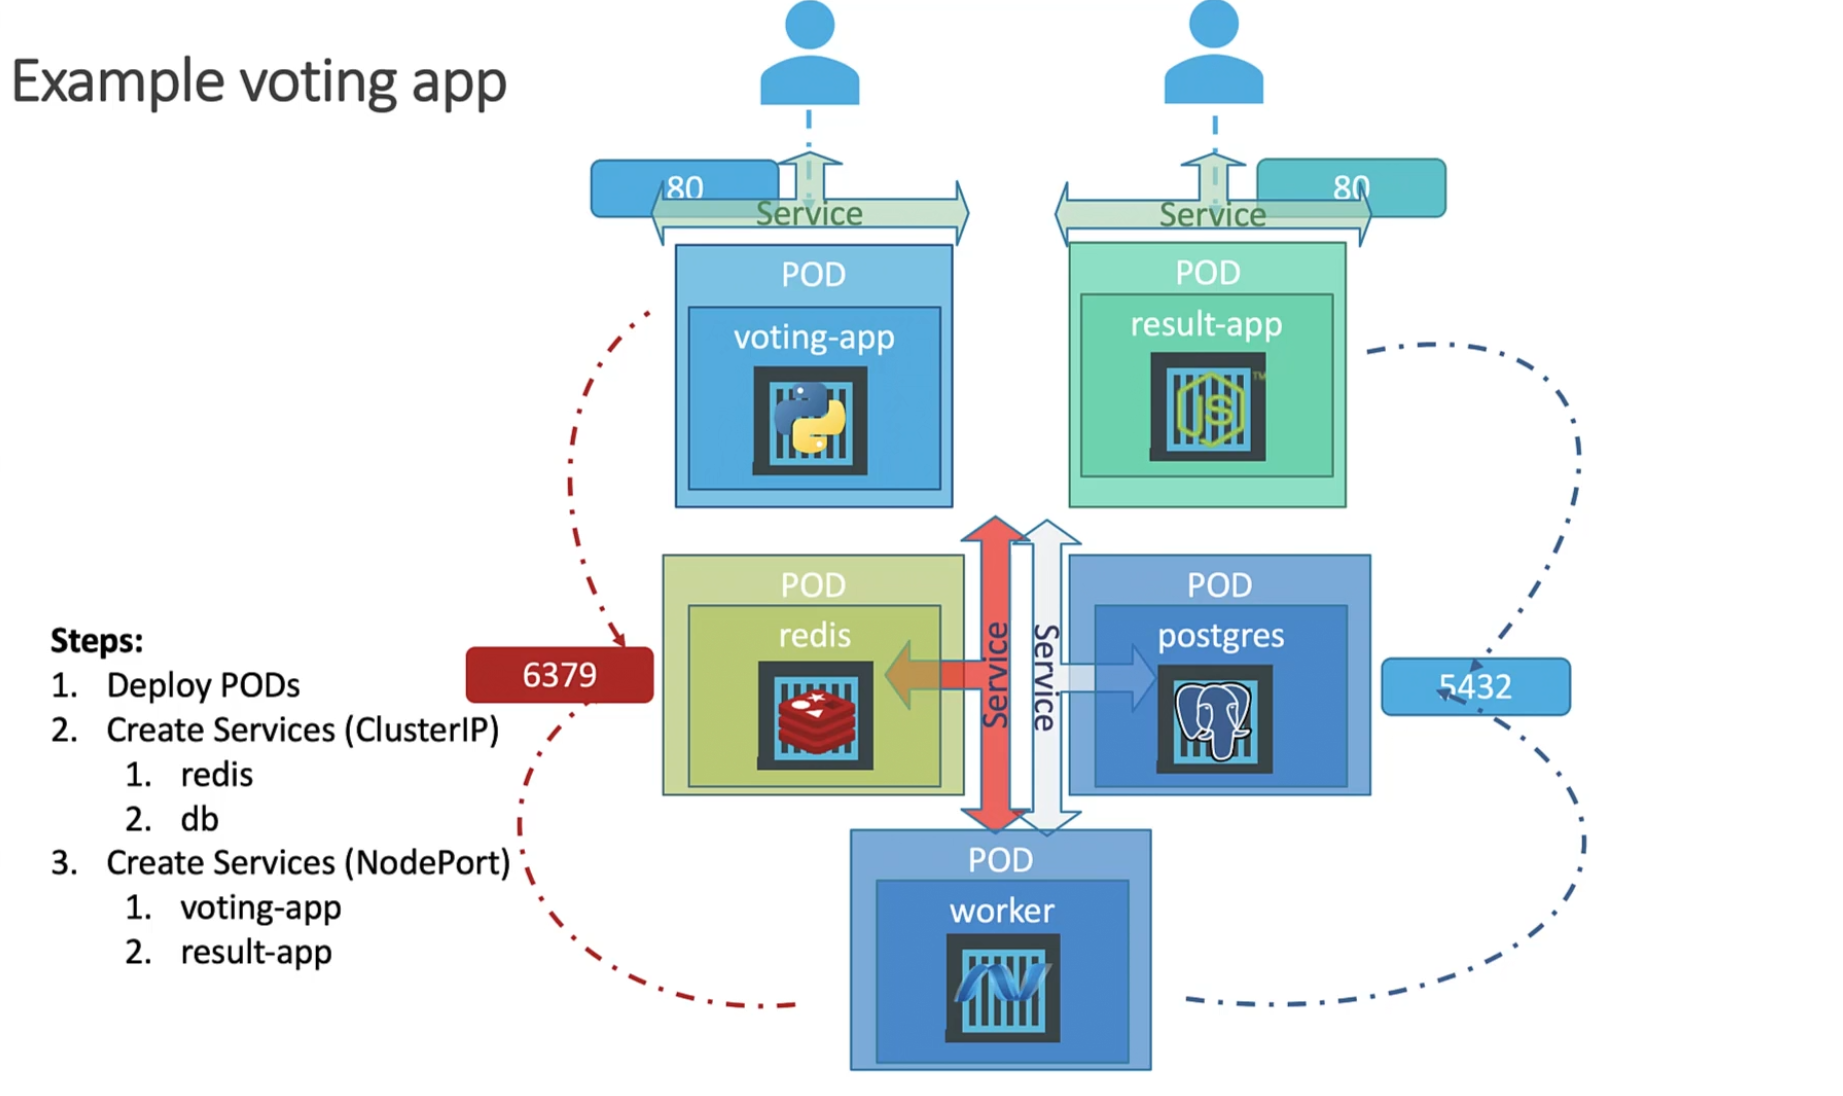 Example voting app
80
Service
80
Service
POD
voting-app
POD
result-app
JS
TM
POD
redis
6379
Service
Service
POD
postgres
5432
POD
worker
Steps:
1. Deploy PODs
2. Create Services (ClusterIP)
1. redis
2. db
3. Create Services (NodePort)
1. voting-app
2. result-app